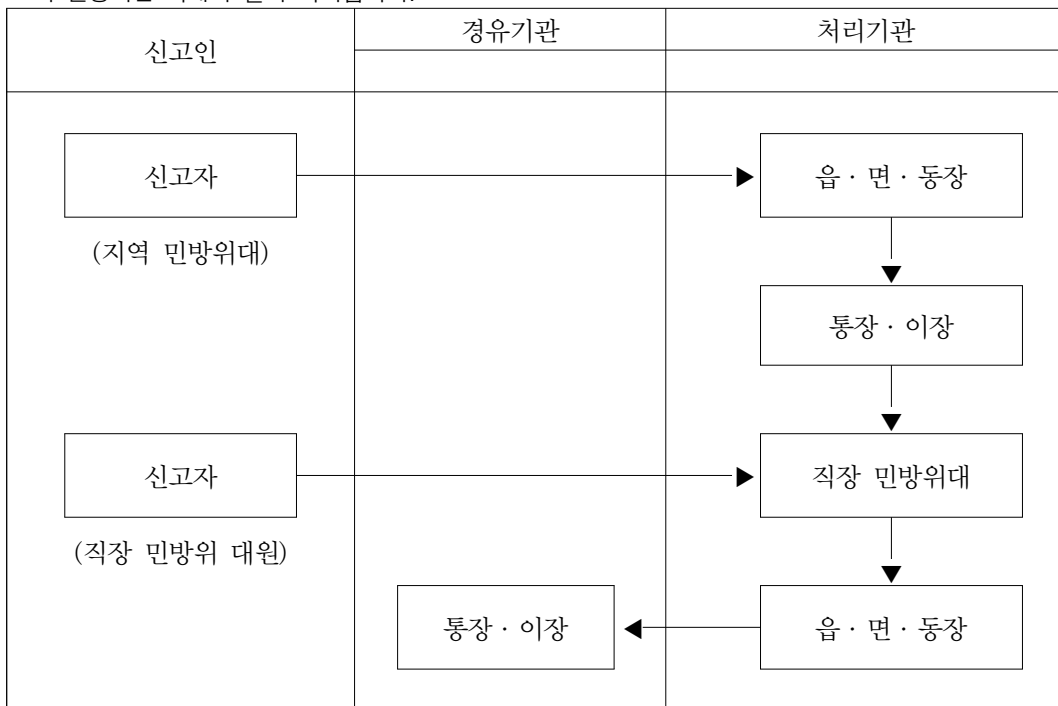 신고인
경유기관
처리기관
신고자
읍 · 면 · 동장
(지역 민방위대)
통장 · 이장
신고자
직장 민방위대
(직장 민방위 대원)
통장 · 이장
읍 · 면 · 동장